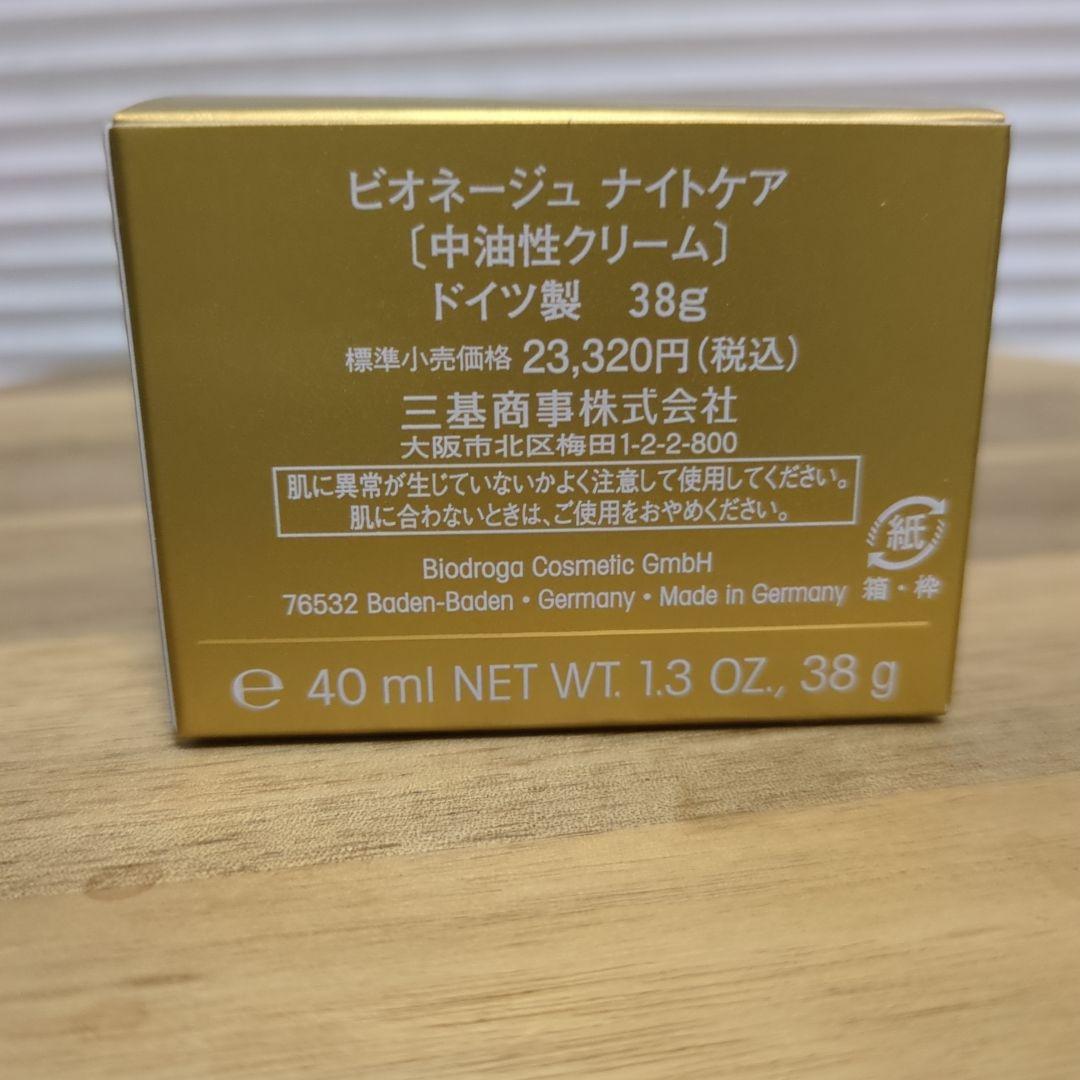 ビオネージュ ナイトケア
〔中油性クリーム〕
ドイツ製　38g
標準小売価格 23,320円(税込)
三基商事株式会社
大阪市北区梅田1-2-2-800
肌に異常が生じていないかよく注意して使用してください。
肌に合わないときは、ご使用をおやめください。
紙
箱・枠
Biodroga Cosmetic GmbH
76532 Baden-Baden • Germany • Made in Germany
℮ 40 ml NET WT. 1.3 OZ., 38 g